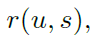 r(u, s),